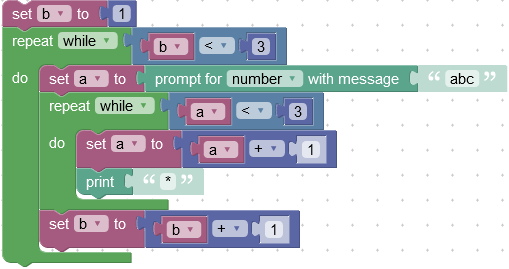 set b to 1
repeat while b < 3
do set a to prompt for number with message “ abc ”
repeat while a < 3
do set a to a + 1
print “ * ”
set b to b + 1